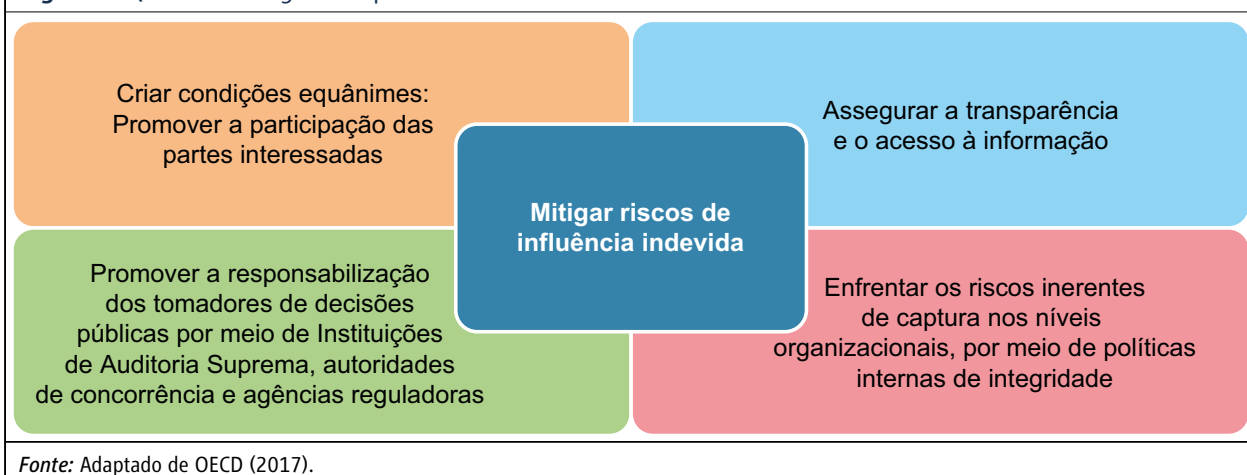 Criar condições equânimes:
Promover a participação das
partes interessadas
Assegurar a transparência
e o acesso à informação
Mitigar riscos de
influência indevida
Promover a responsabilização
dos tomadores de decisões
públicas por meio de Instituições
de Auditoria Suprema, autoridades
de concorrência e agências reguladoras
Enfrentar os riscos inerentes
de captura nos níveis
organizacionais, por meio de políticas
internas de integridade
Fonte: Adaptado de OECD (2017).